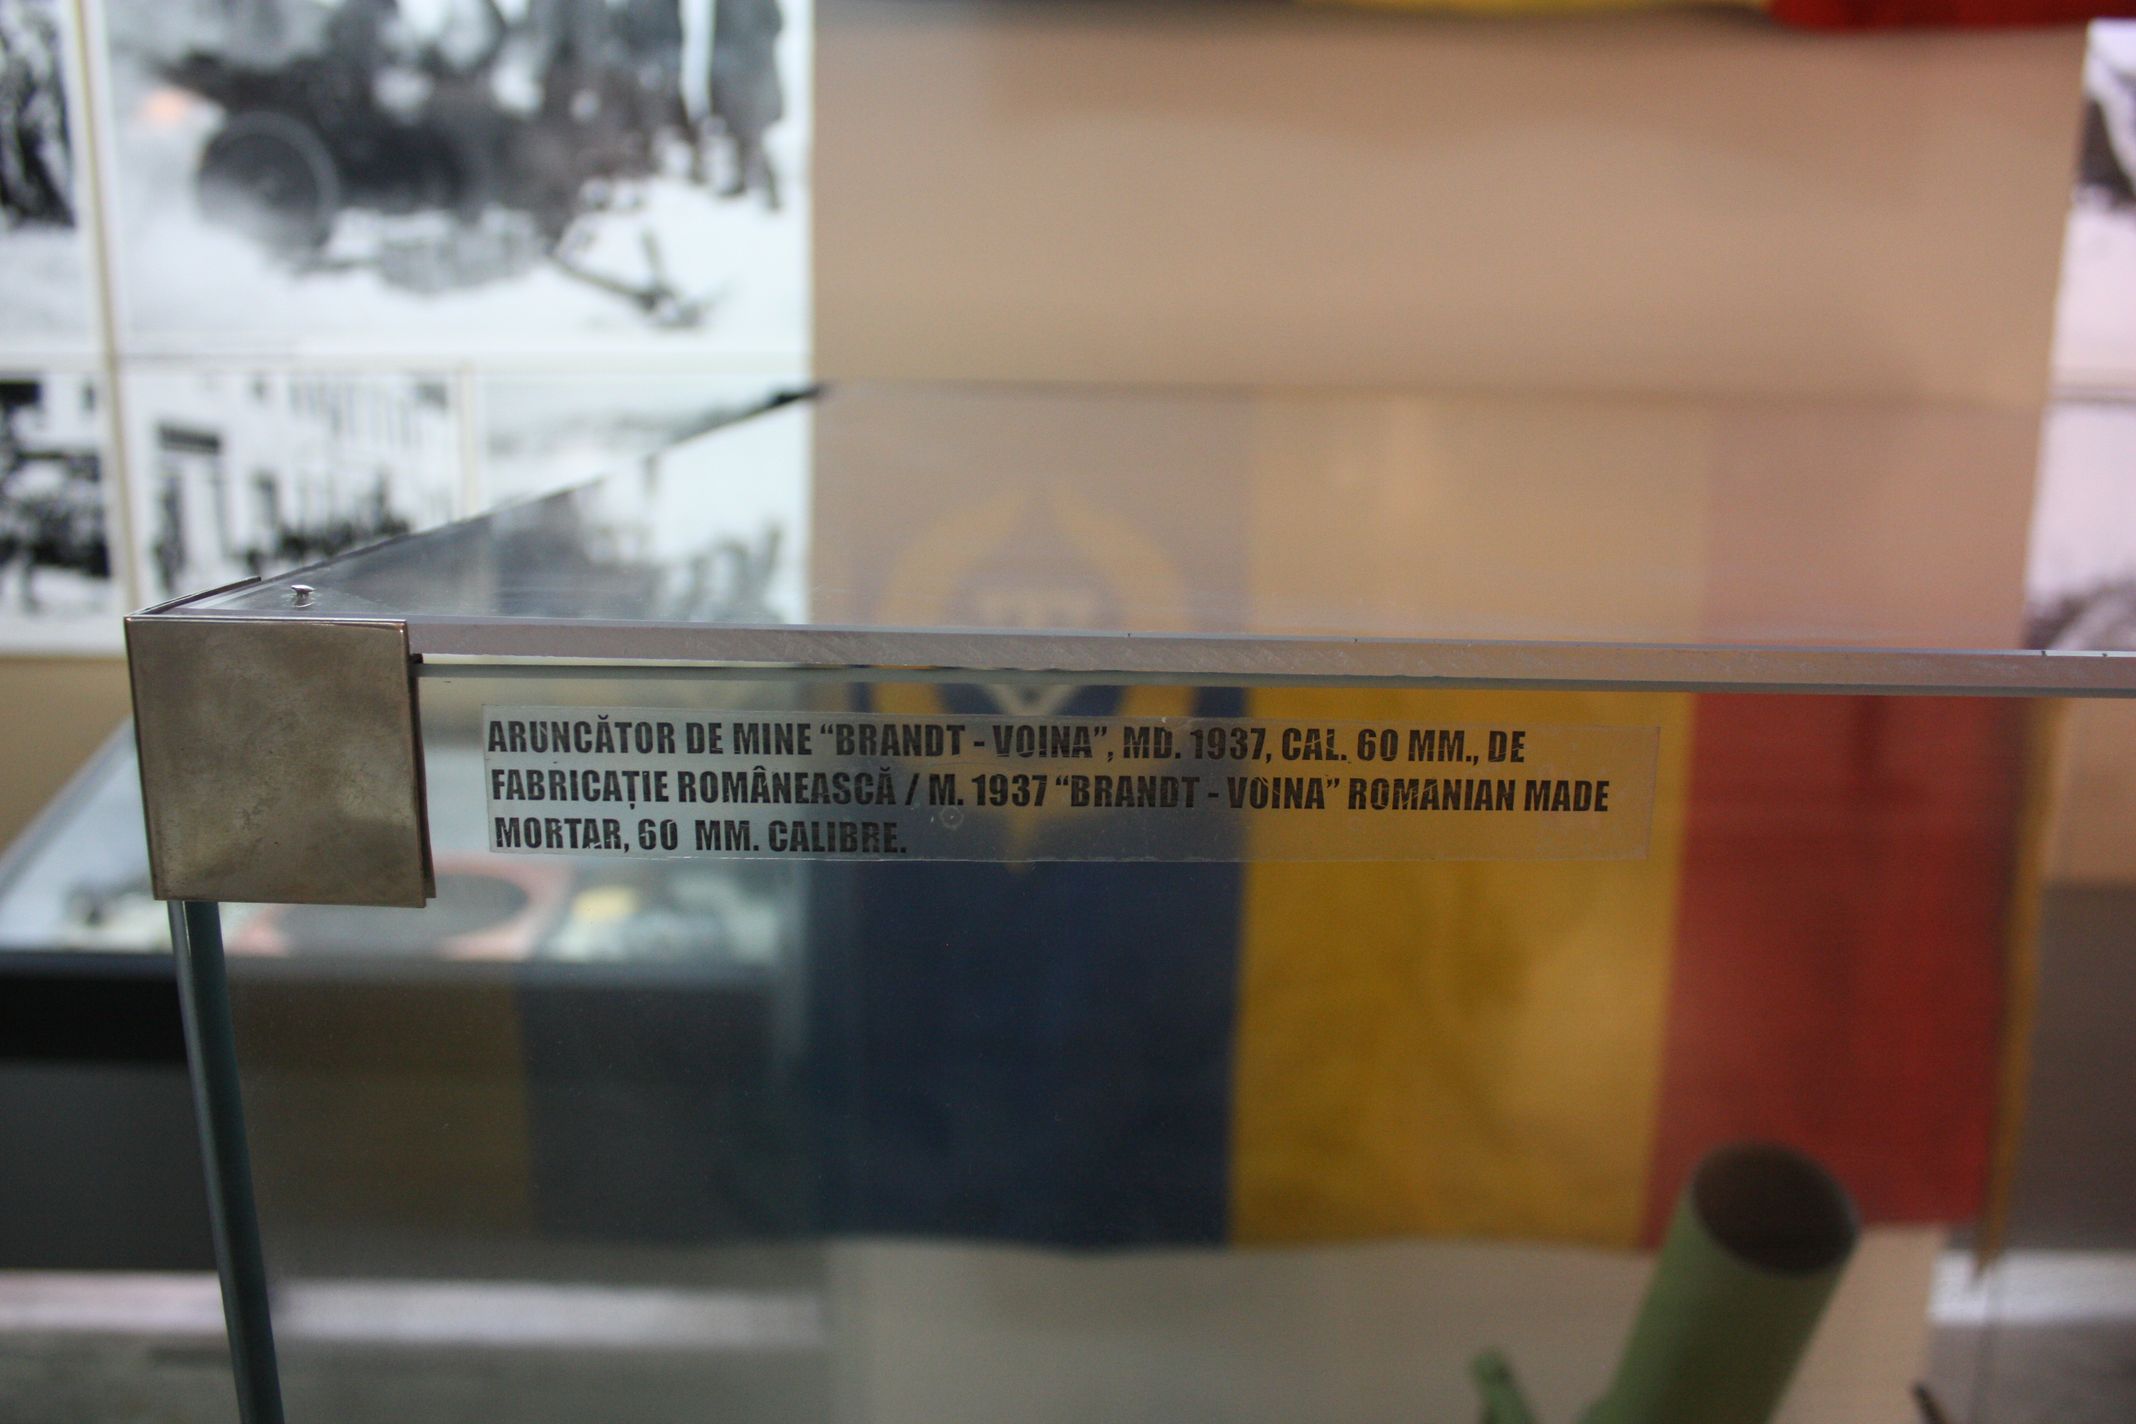 ARUNCĂTOR DE MINE “BRANDT - VOINA”, MD. 1937, CAL. 60 MM., DE
FABRICAȚIE ROMÂNEASCĂ / M. 1937 “BRANDT - VOINA” ROMANIAN MADE
MORTAR, 60 MM. CALIBRE.